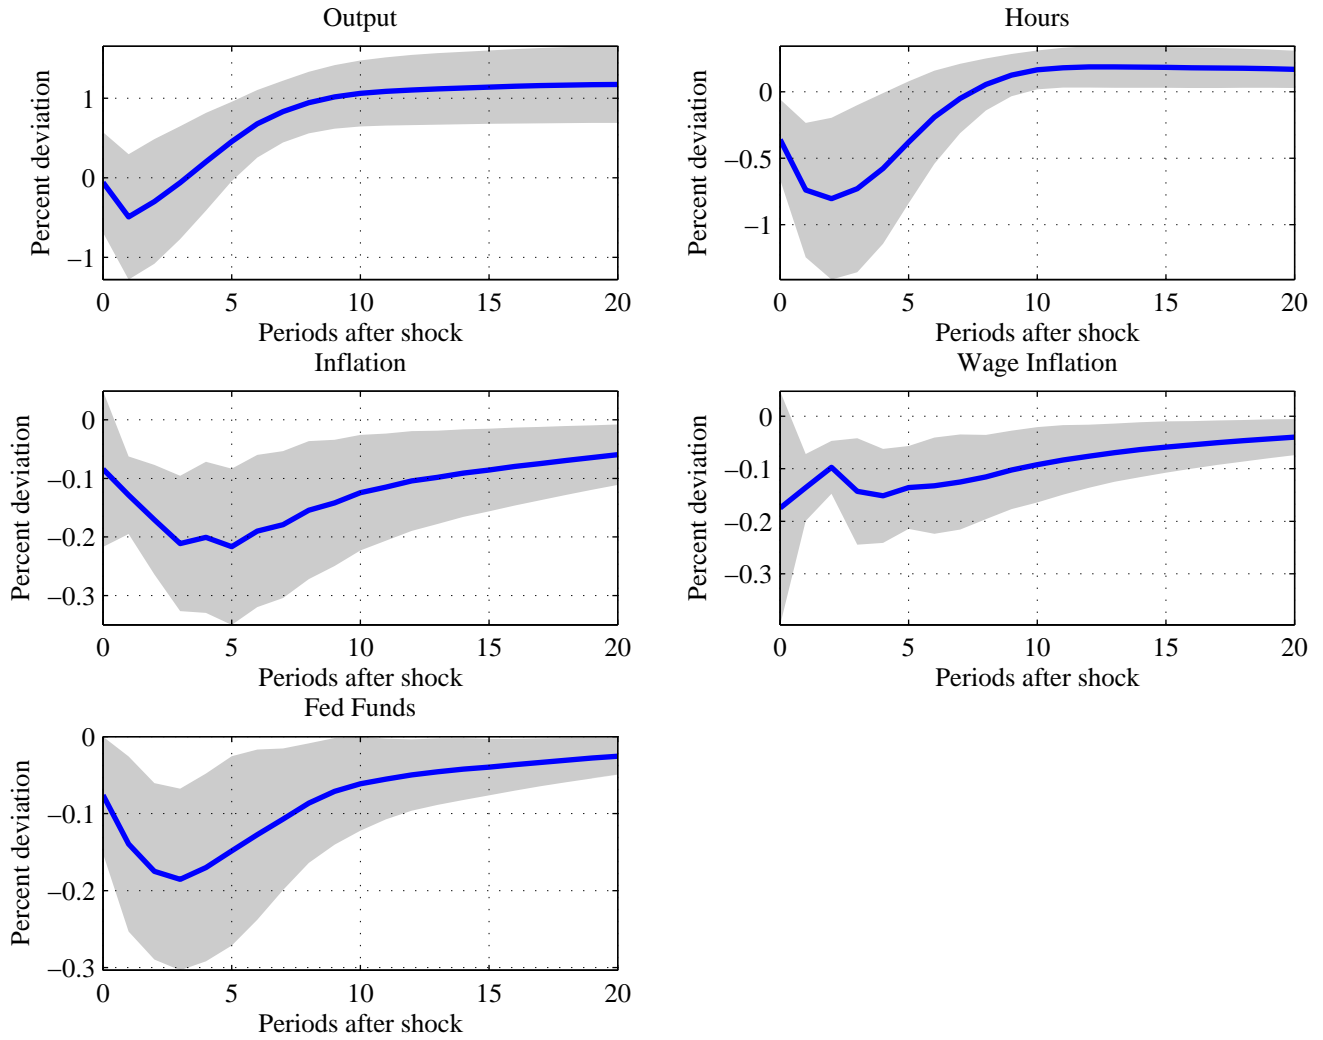 Output
Percent deviation
1
0
−1
0 5 10 15 20
Periods after shock
Hours
Percent deviation
0
−0.5
−1
0 5 10 15 20
Periods after shock
Inflation
Percent deviation
0
−0.1
−0.2
−0.3
0 5 10 15 20
Periods after shock
Wage Inflation
Percent deviation
0
−0.1
−0.2
−0.3
0 5 10 15 20
Periods after shock
Fed Funds
Percent deviation
0
−0.1
−0.2
−0.3
0 5 10 15 20
Periods after shock